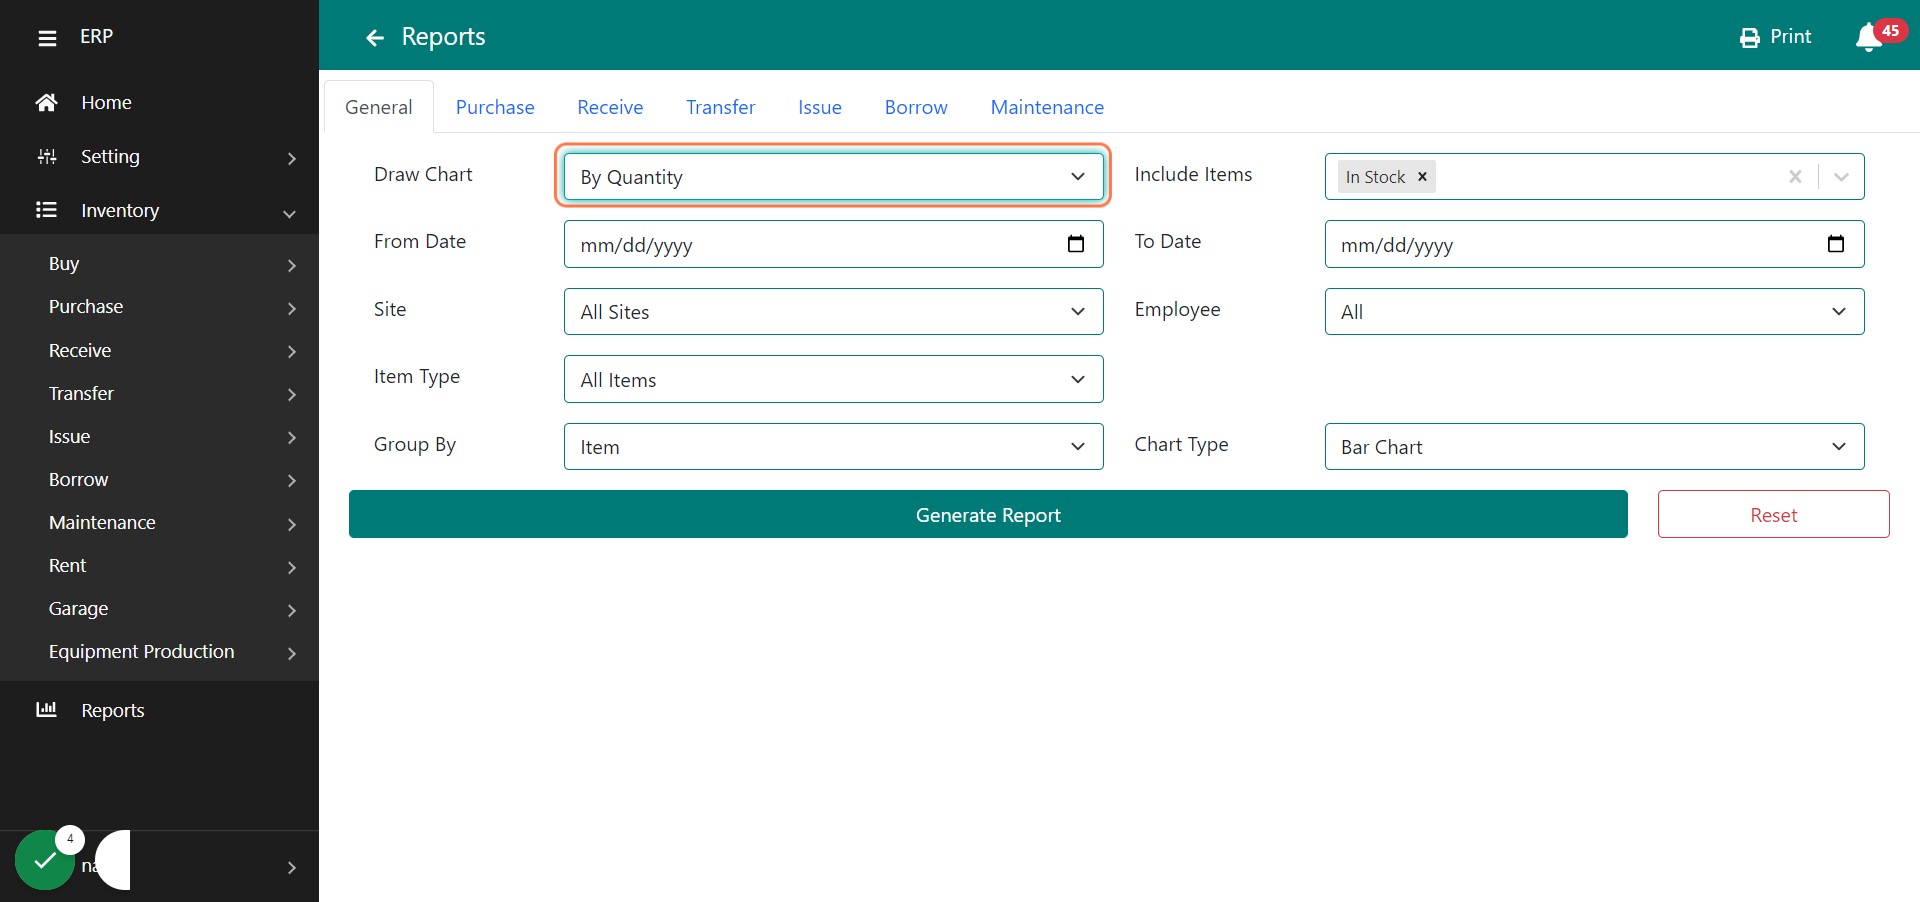 ERP
Reports
Print
45
Home
Setting
Inventory
Buy
Purchase
Receive
Transfer
Issue
Borrow
Maintenance
Rent
Garage
Equipment Production
Reports
4
General
Purchase
Receive
Transfer
Issue
Borrow
Maintenance
Draw Chart
By Quantity
Include Items
In Stock
From Date
mm/dd/yyyy
To Date
mm/dd/yyyy
Site
All Sites
Employee
All
Item Type
All Items
Group By
Item
Chart Type
Bar Chart
Generate Report
Reset